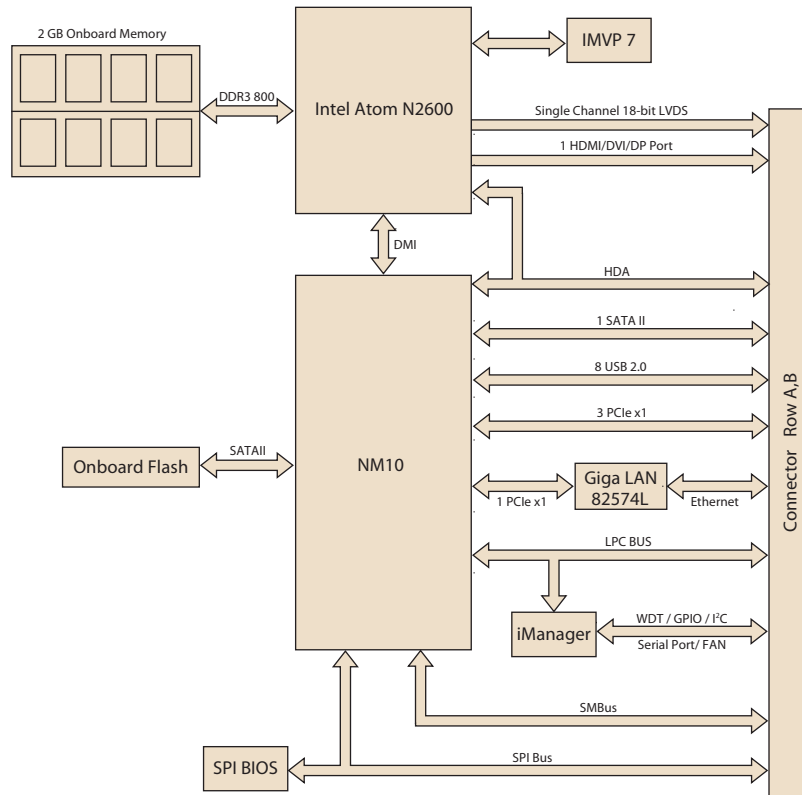 2 GB Onboard Memory
IMVP 7
DDR3 800
Intel Atom N2600
Single Channel 18-bit LVDS
1 HDMI/DVI/DP Port
DMI
HDA
1 SATA II
8 USB 2.0
3 PCIe x1
Connector Row A,B
Onboard Flash
SATAII
NM10
Giga LAN
82574L
1 PCIe x1
Ethernet
LPC BUS
iManager
WDT / GPIO / I²C
Serial Port/ FAN
SMBus
SPI BIOS
SPI Bus